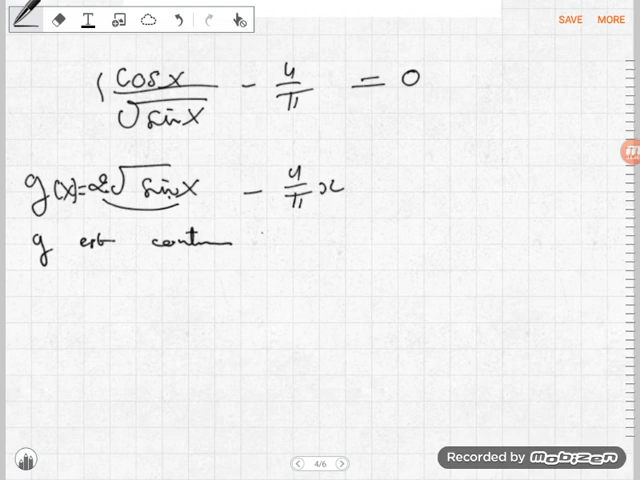 SAVE MORE
cos x / √sin x - 4/π = 0
g(x) = 2√sin x - 4/π x
g est contin
4/6
Recorded by MOBIZEN